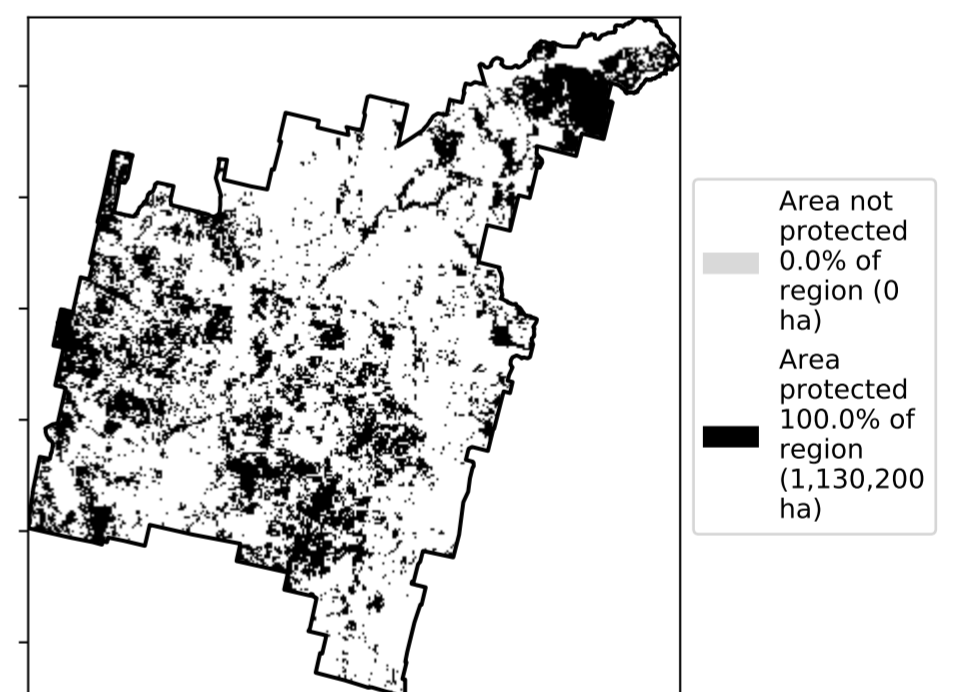 Area not
protected
0.0% of
region (0
ha)
Area
protected
100.0% of
region
(1,130,200
ha)